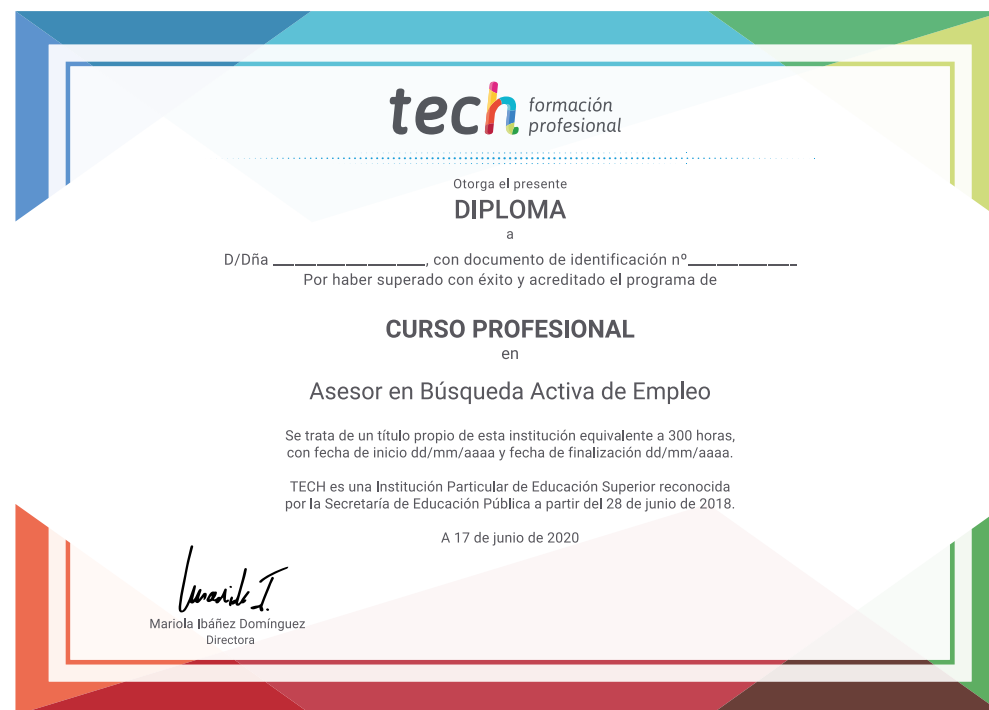 tech formación
profesional
Otorga el presente
DIPLOMA
a
D/Dña ________________, con documento de identificación nº____________
Por haber superado con éxito y acreditado el programa de
CURSO PROFESIONAL
en
Asesor en Búsqueda Activa de Empleo
Se trata de un título propio de esta institución equivalente a 300 horas,
con fecha de inicio dd/mm/aaaa y fecha de finalización dd/mm/aaaa.
TECH es una Institución Particular de Educación Superior reconocida
por la Secretaría de Educación Pública a partir del 28 de junio de 2018.
A 17 de junio de 2020
Mariola Ibáñez Domínguez
Directora